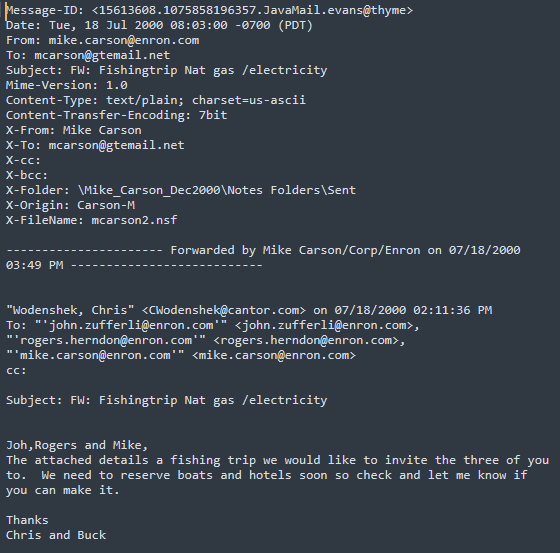 Message-ID: <15613608.1075858196357.JavaMail.evans@thyme>
Date: Tue, 18 Jul 2000 08:03:00 -0700 (PDT)
From: mike.carson@enron.com
To: mcarson@gtemail.net
Subject: FW: Fishingtrip Nat gas /electricity
Mime-Version: 1.0
Content-Type: text/plain; charset=us-ascii
Content-Transfer-Encoding: 7bit
X-From: Mike Carson
X-To: mcarson@gtemail.net
X-cc:
X-bcc:
X-Folder: \Mike_Carson_Dec2000\Notes Folders\Sent
X-Origin: Carson-M
X-FileName: mcarson2.nsf
---------------------- Forwarded by Mike Carson/Corp/Enron on 07/18/2000
03:49 PM ---------------------------
"Wodenshek, Chris" <CWodenshek@cantor.com> on 07/18/2000 02:11:36 PM
To: "'john.zufferli@enron.com'" <john.zufferli@enron.com>,
"'rogers.herndon@enron.com'" <rogers.herndon@enron.com>,
"'mike.carson@enron.com'" <mike.carson@enron.com>
cc:
Subject: FW: Fishingtrip Nat gas /electricity
Joh,Rogers and Mike,
The attached details a fishing trip we would like to invite the three of you
to.  We need to reserve boats and hotels soon so check and let me know if
you can make it.
Thanks
Chris and Buck